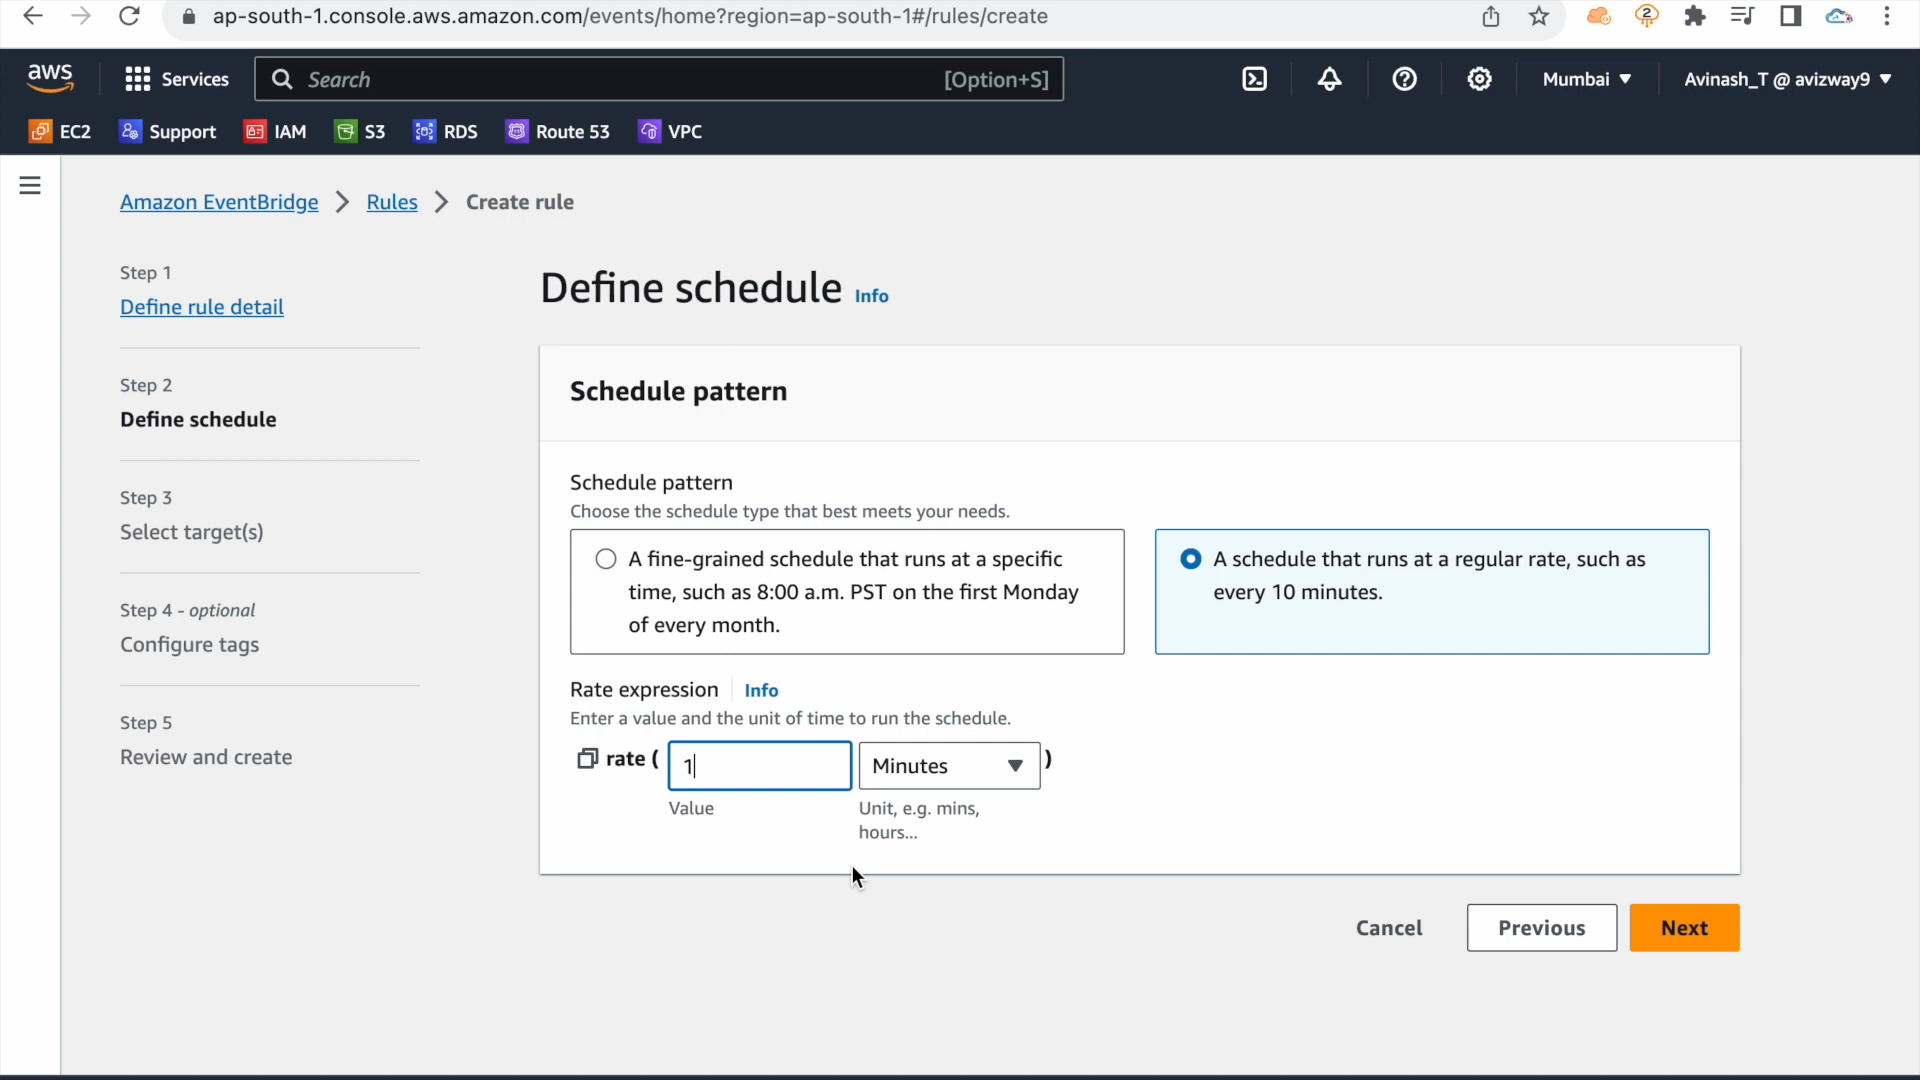 ap-south-1.console.aws.amazon.com/events/home?region=ap-south-1#/rules/create
2
aws
Services
Search
[Option+S]
Mumbai
Avinash_T @ avizway9
EC2
Support
IAM
S3
RDS
Route 53
VPC
Amazon EventBridge
Rules
Create rule
Step 1
Define rule detail
Step 2
Define schedule
Step 3
Select target(s)
Step 4 - optional
Configure tags
Step 5
Review and create
Define schedule Info
Schedule pattern
Schedule pattern
Choose the schedule type that best meets your needs.
A fine-grained schedule that runs at a specific
time, such as 8:00 a.m. PST on the first Monday
of every month.
A schedule that runs at a regular rate, such as
every 10 minutes.
Rate expression Info
Enter a value and the unit of time to run the schedule.
rate ( 1 Minutes )
Value
Unit, e.g. mins,
hours...
Cancel
Previous
Next